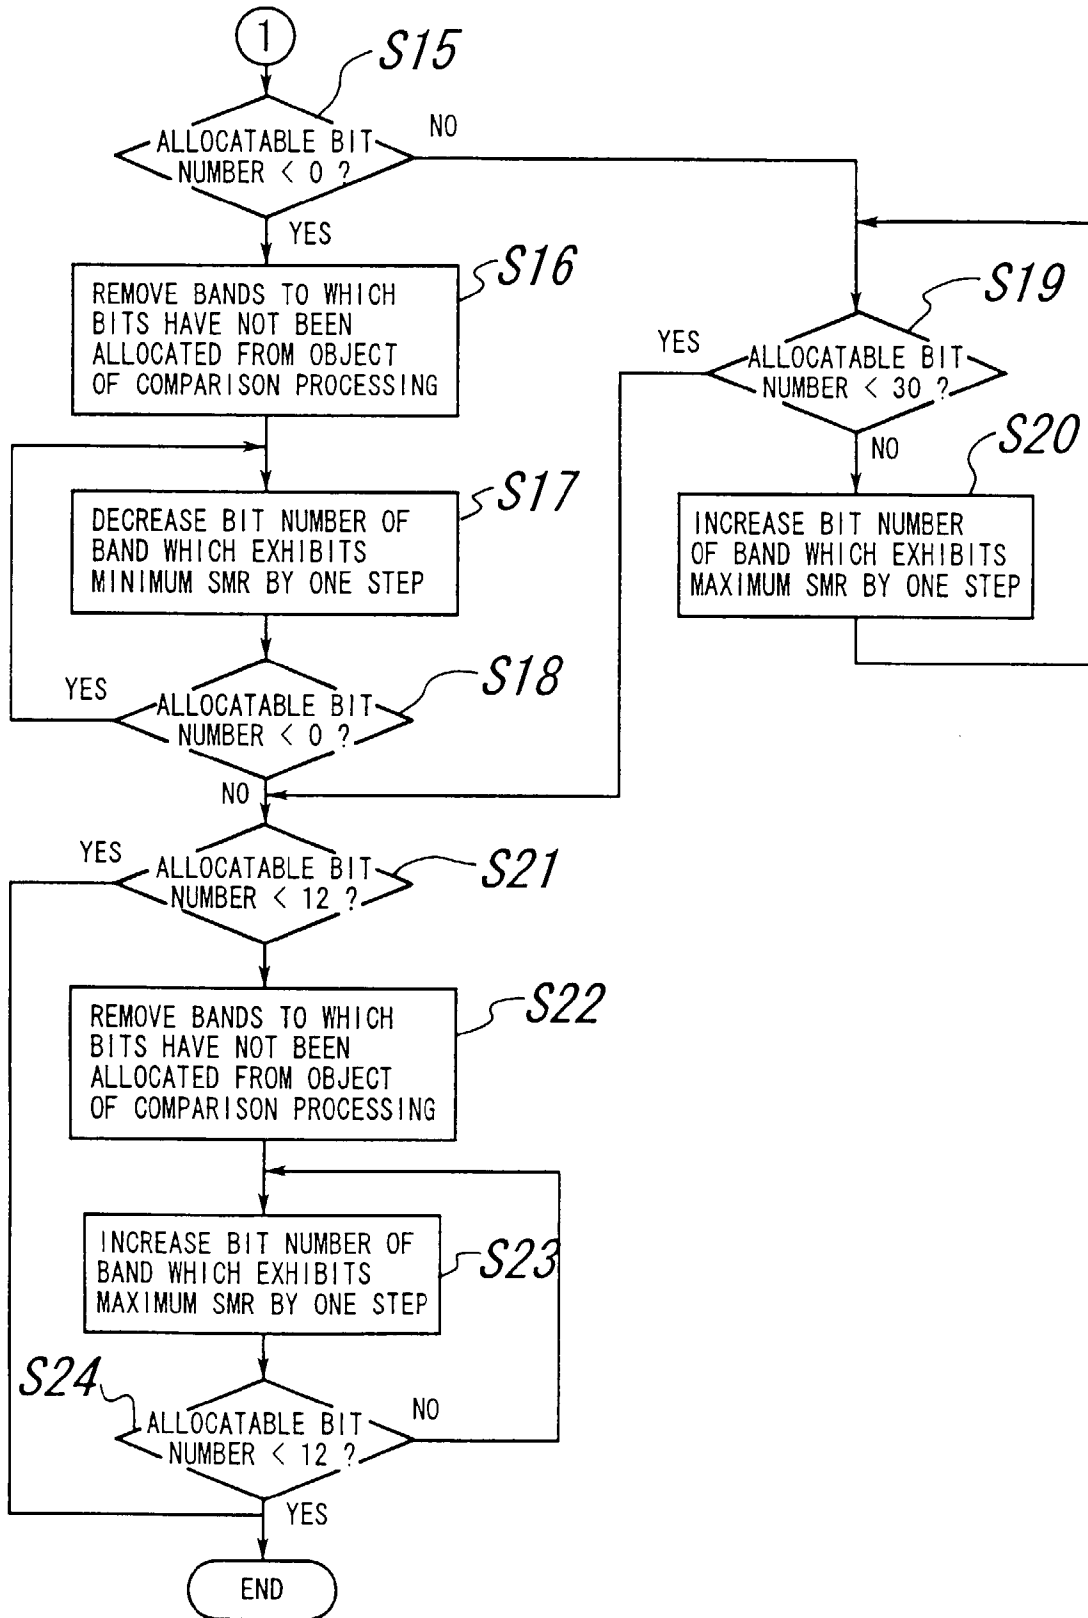 1
S15
ALLOCATABLE BIT
NUMBER < 0 ?
NO
YES
S16
REMOVE BANDS TO WHICH
BITS HAVE NOT BEEN
ALLOCATED FROM OBJECT
OF COMPARISON PROCESSING
S19
YES
ALLOCATABLE BIT
NUMBER < 30 ?
NO
S20
INCREASE BIT NUMBER
OF BAND WHICH EXHIBITS
MAXIMUM SMR BY ONE STEP
S17
DECREASE BIT NUMBER OF
BAND WHICH EXHIBITS
MINIMUM SMR BY ONE STEP
S18
YES
ALLOCATABLE BIT
NUMBER < 0 ?
NO
YES
ALLOCATABLE BIT
NUMBER < 12 ?
S21
S22
REMOVE BANDS TO WHICH
BITS HAVE NOT BEEN
ALLOCATED FROM OBJECT
OF COMPARISON PROCESSING
INCREASE BIT NUMBER OF
BAND WHICH EXHIBITS
MAXIMUM SMR BY ONE STEP
S23
S24
ALLOCATABLE BIT
NUMBER < 12 ?
NO
YES
END